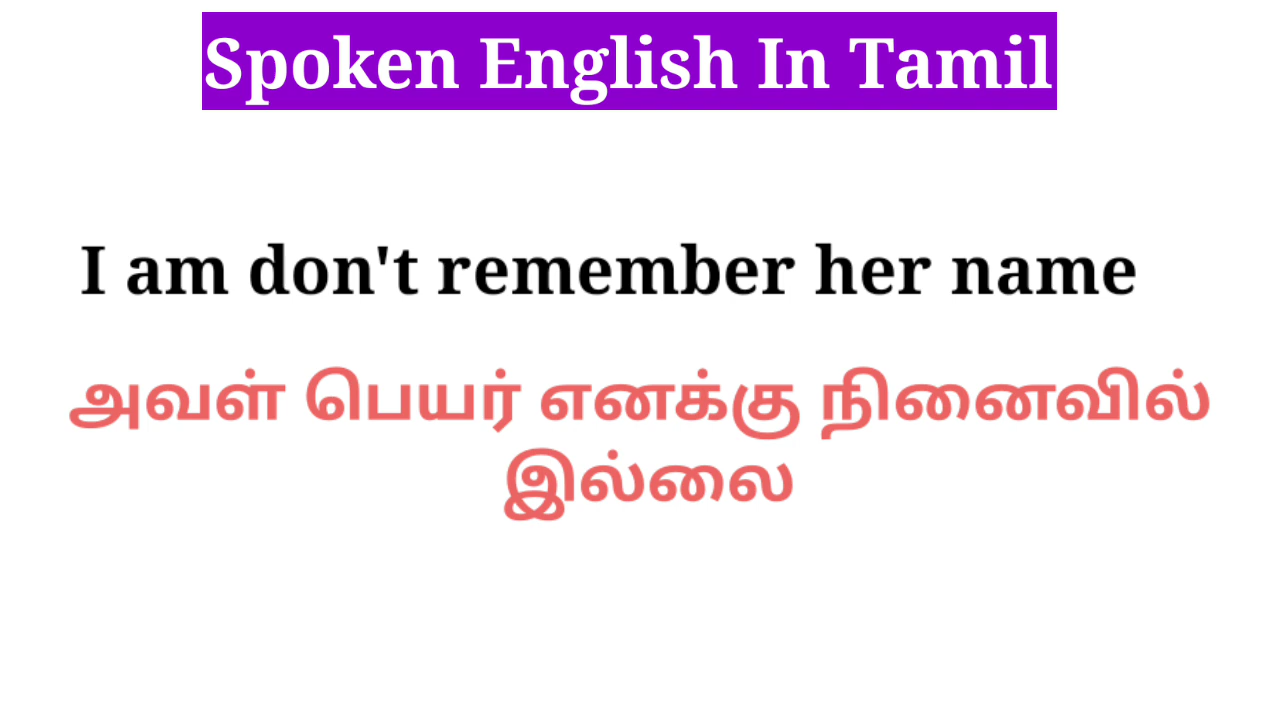 Spoken English In Tamil
I am don't remember her name
அவள் பெயர் எனக்கு நினைவில்
இல்லை